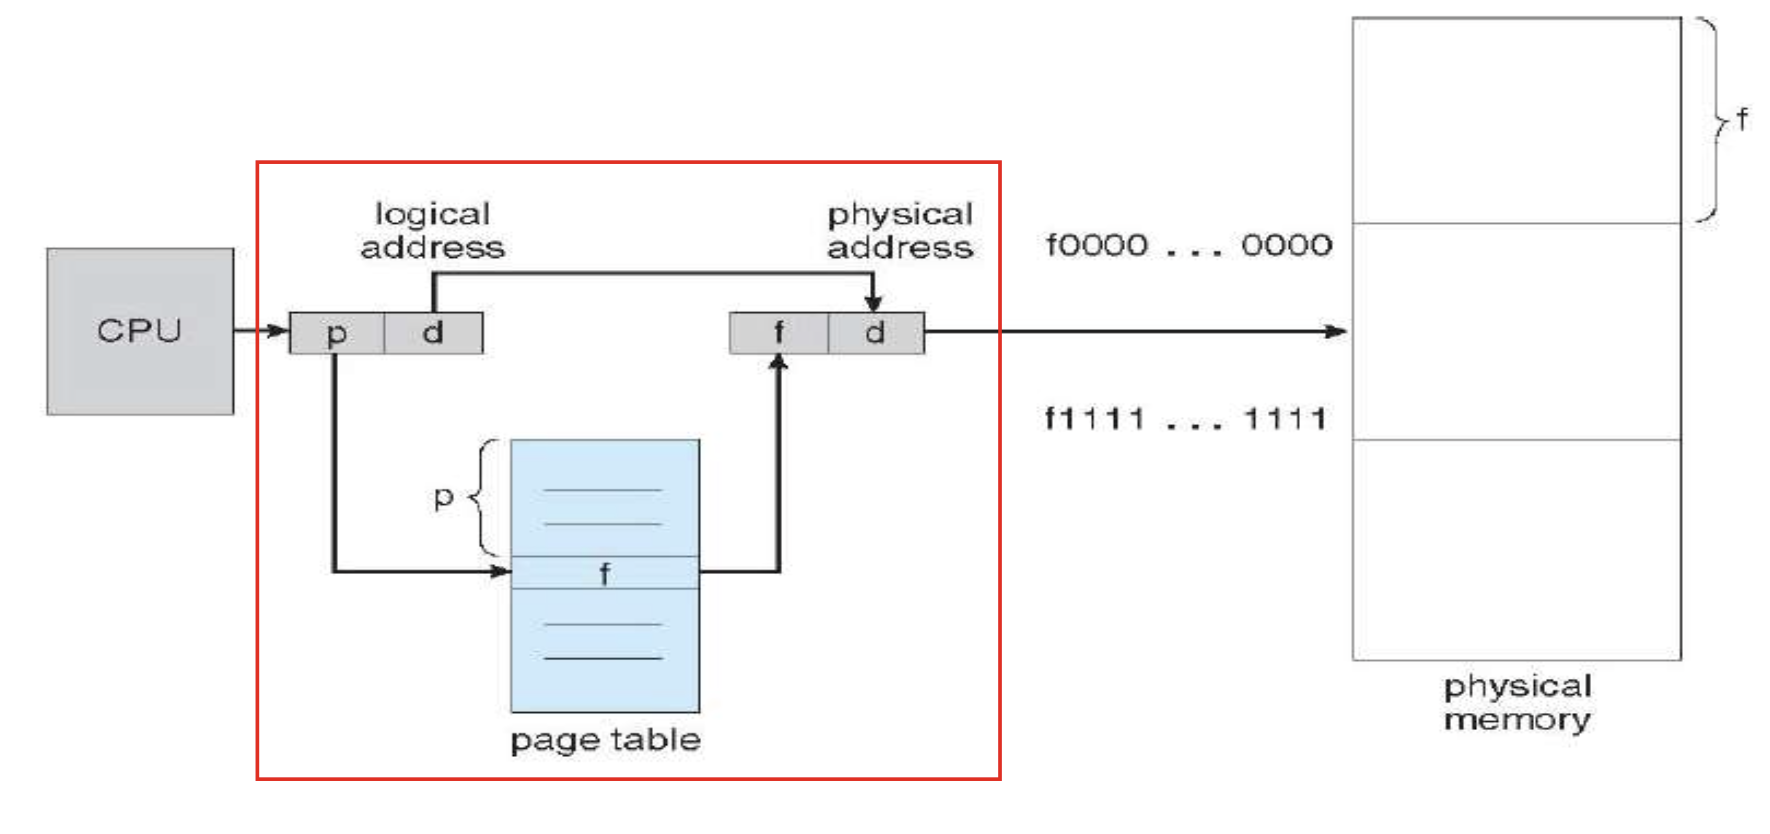 f
logical
address
physical
address
f0000 ... 0000
CPU
p
d
f
d
f1111 ... 1111
p
f
page table
physical
memory